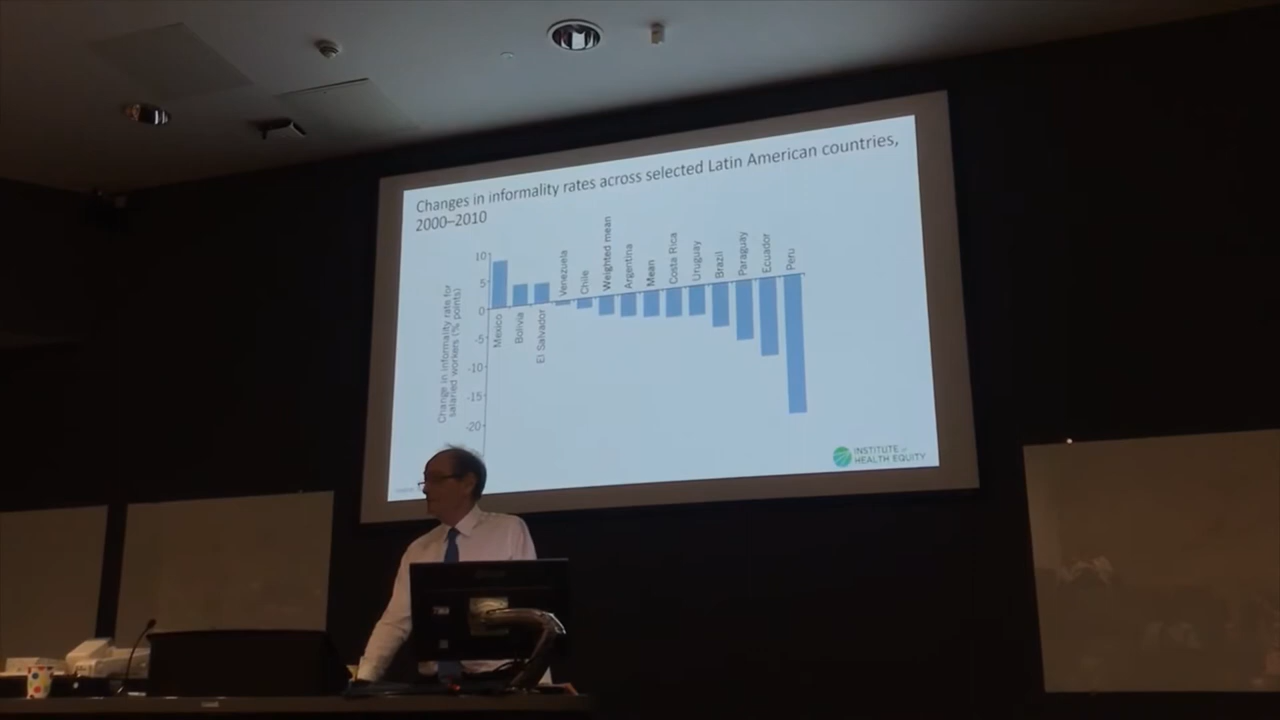 Changes in informality rates across selected Latin American countries,
2000–2010
Change in informality rate for
salaried workers (% points)
10
5
0
-5
-10
-15
-20
Mexico
Bolivia
El Salvador
Venezuela
Chile
Weighted mean
Argentina
Mean
Costa Rica
Uruguay
Brazil
Paraguay
Ecuador
Peru
INSTITUTE of
HEALTH EQUITY